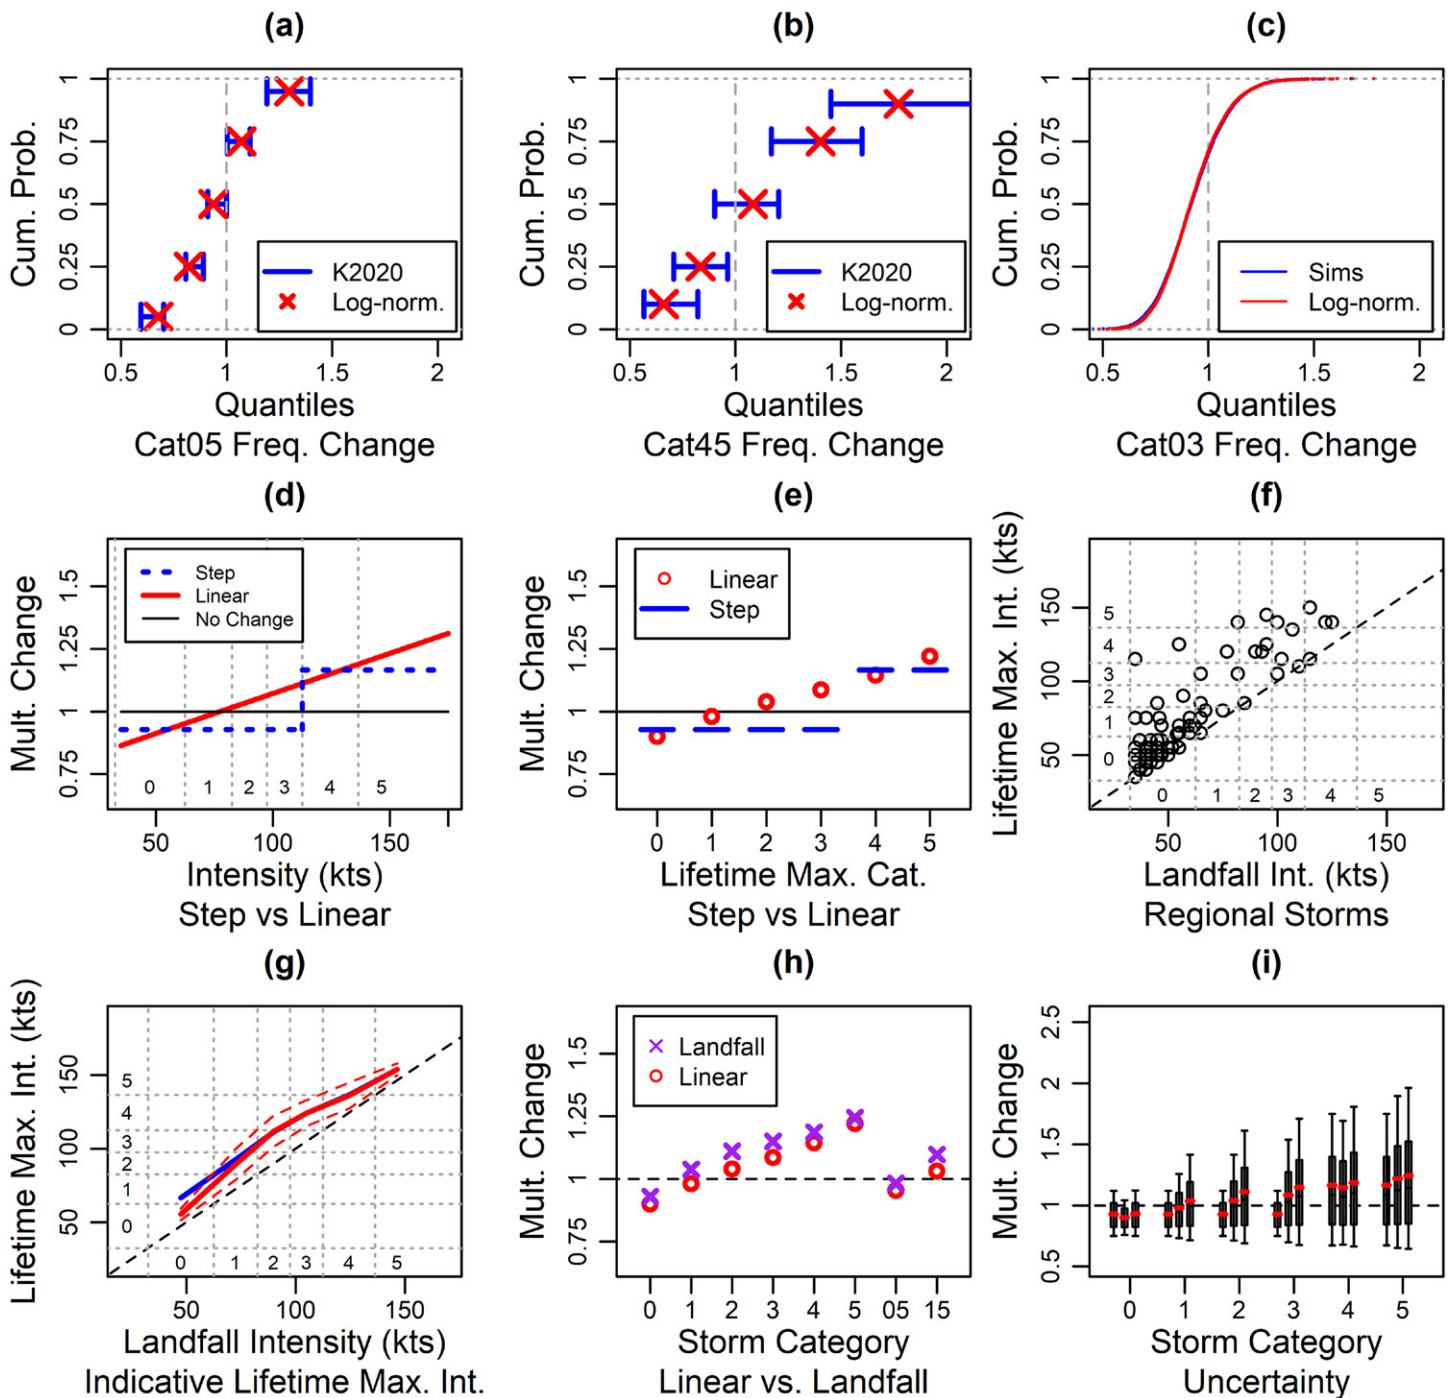 (a)
Cum. Prob.
1
0.75
0.5
0.25
0
K2020
Log-norm.
0.5 1 1.5 2
Quantiles
Cat05 Freq. Change
(b)
Cum. Prob.
1
0.75
0.5
0.25
0
K2020
Log-norm.
0.5 1 1.5 2
Quantiles
Cat45 Freq. Change
(c)
Cum. Prob.
1
0.75
0.5
0.25
0
Sims
Log-norm.
0.5 1 1.5 2
Quantiles
Cat03 Freq. Change
(d)
Mult. Change
1.5
1.25
1
0.75
Step
Linear
No Change
0 1 2 3 4 5
50 100 150
Intensity (kts)
Step vs Linear
(e)
Mult. Change
1.5
1.25
1
0.75
Linear
Step
0 1 2 3 4 5
Lifetime Max. Cat.
Step vs Linear
(f)
Lifetime Max. Int. (kts)
150
100
50
5
4
3
2
1
0
0 1 2 3 4 5
50 100 150
Landfall Int. (kts)
Regional Storms
(g)
Lifetime Max. Int. (kts)
150
100
50
5
4
3
2
1
0
0 1 2 3 4 5
50 100 150
Landfall Intensity (kts)
Indicative Lifetime Max. Int.
(h)
Mult. Change
1.5
1.25
1
0.75
Landfall
Linear
0 1 2 3 4 5 05 15
Storm Category
Linear vs. Landfall
(i)
Mult. Change
2.5
2
1.5
1
0.5
0 1 2 3 4 5
Storm Category
Uncertainty